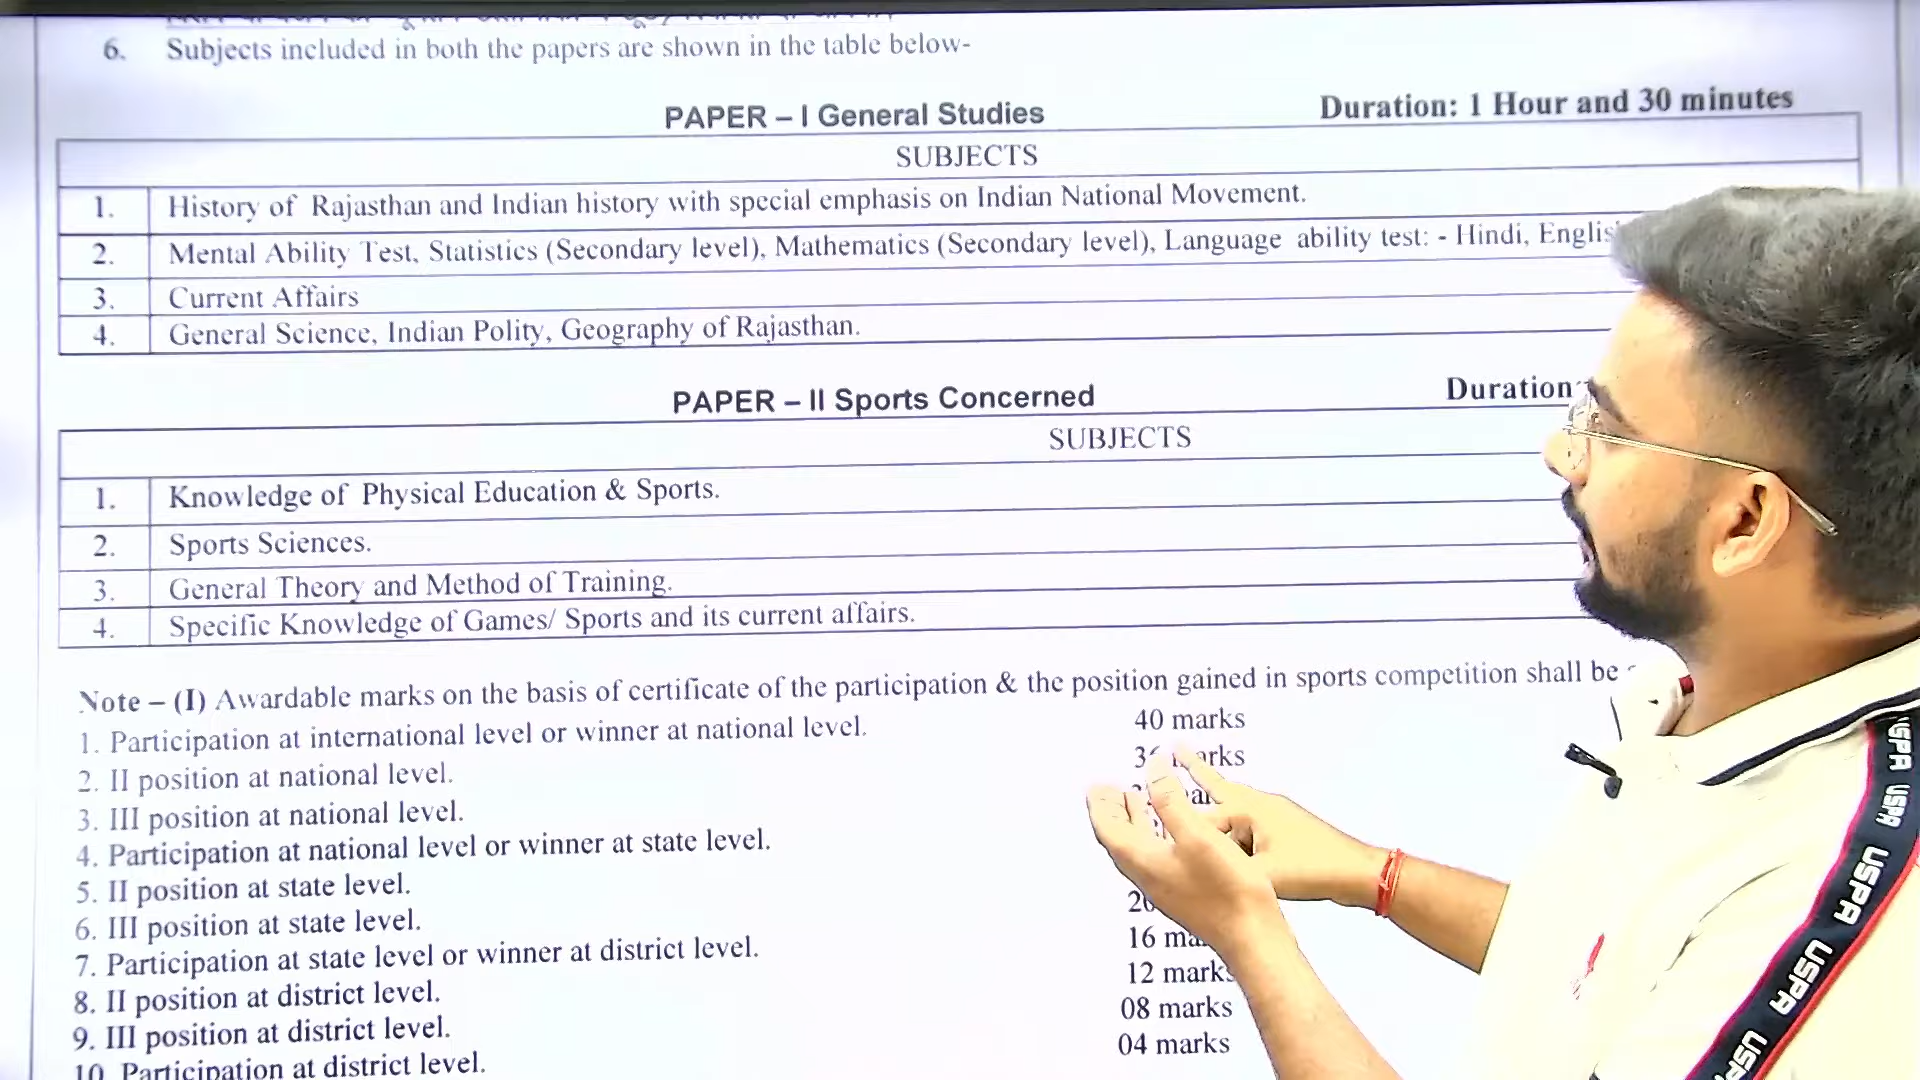 6. Subjects included in both the papers are shown in the table below-
PAPER – I General Studies Duration: 1 Hour and 30 minutes
SUBJECTS
1. History of Rajasthan and Indian history with special emphasis on Indian National Movement.
2. Mental Ability Test, Statistics (Secondary level), Mathematics (Secondary level), Language ability test: - Hindi,
3. Current Affairs
4. General Science, Indian Polity, Geography of Rajasthan.
PAPER – II Sports Concerned Duration
SUBJECTS
1. Knowledge of Physical Education & Sports.
2. Sports Sciences.
3. General Theory and Method of Training.
4. Specific Knowledge of Games/ Sports and its current affairs.
Note – (I) Awardable marks on the basis of certificate of the participation & the position gained in sports competition shall be
1. Participation at international level or winner at national level. 40 marks
2. II position at national level.
3. III position at national level.
4. Participation at national level or winner at state level.
5. II position at state level.
6. III position at state level.
7. Participation at state level or winner at district level. 16
8. II position at district level. 12 marks
9. III position at district level. 08 marks
10. Participation at district level. 04 marks
USPA USPA USPA USPA USPA USPA USPA